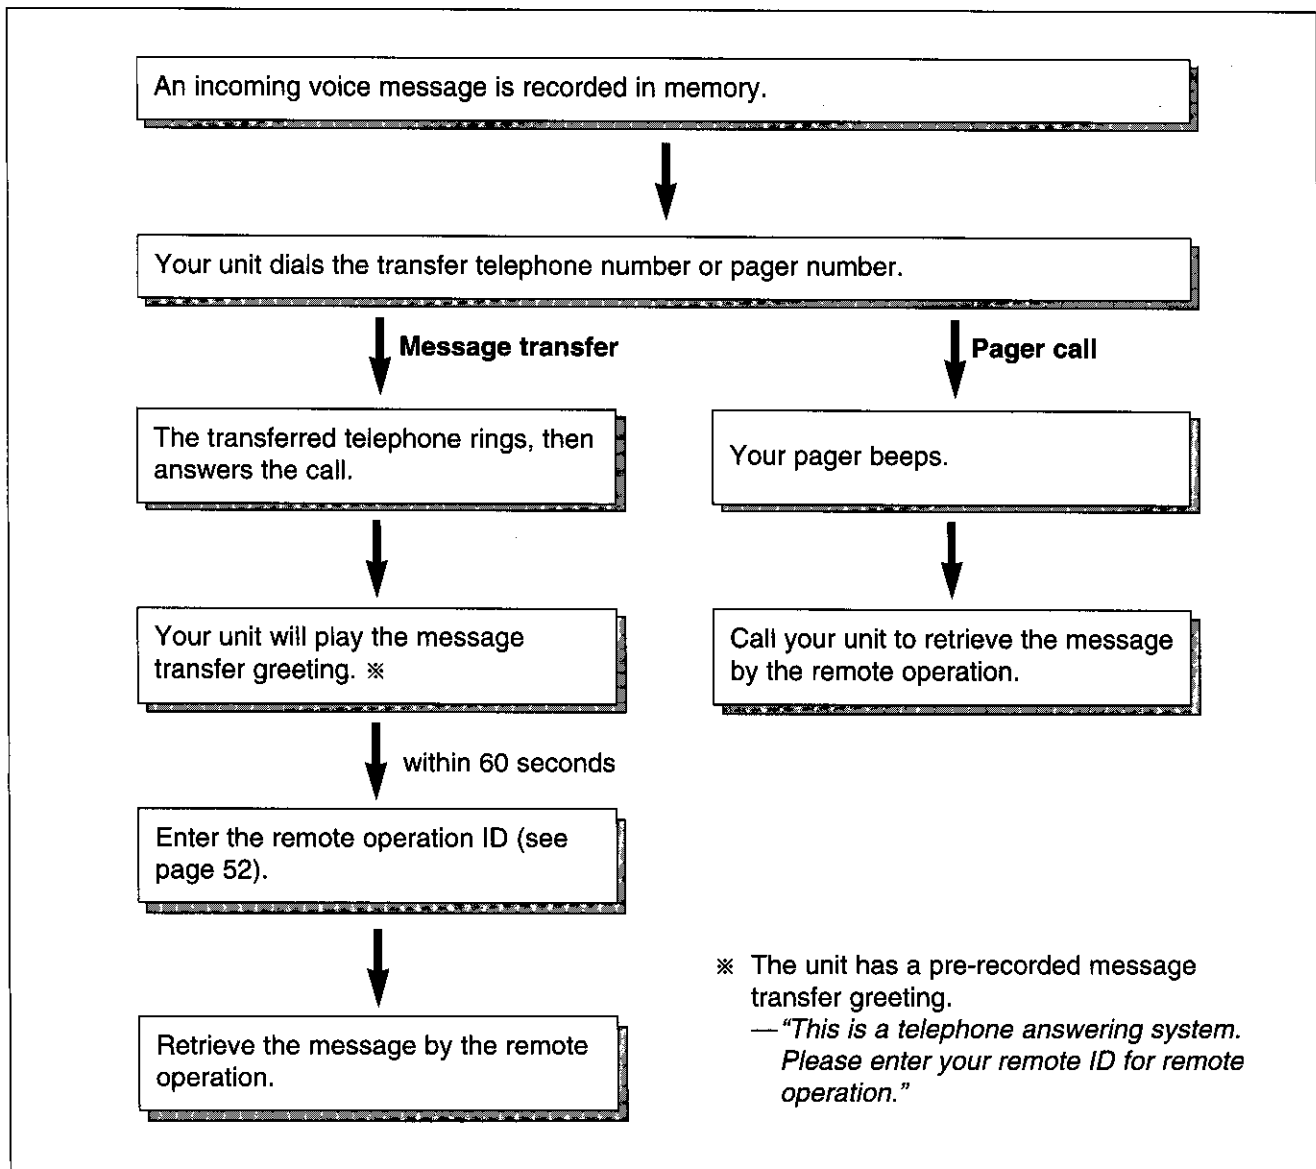 An incoming voice message is recorded in memory.
Your unit dials the transfer telephone number or pager number.
Message transfer
Pager call
The transferred telephone rings, then
answers the call.
Your pager beeps.
Your unit will play the message
transfer greeting. ※
Call your unit to retrieve the message
by the remote operation.
within 60 seconds
Enter the remote operation ID (see
page 52).
Retrieve the message by the remote
operation.
※ The unit has a pre-recorded message
transfer greeting.
—“This is a telephone answering system.
Please enter your remote ID for remote
operation.”